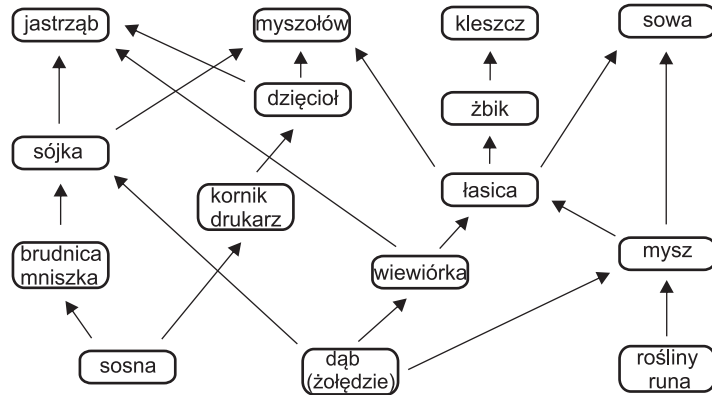 jastrząb
myszołów
kleszcz
sowa
dzięcioł
żbik
sójka
kornik
drukarz
łasica
brudnica
mniszka
wiewiórka
mysz
sosna
dąb
(żołędzie)
rośliny
runa